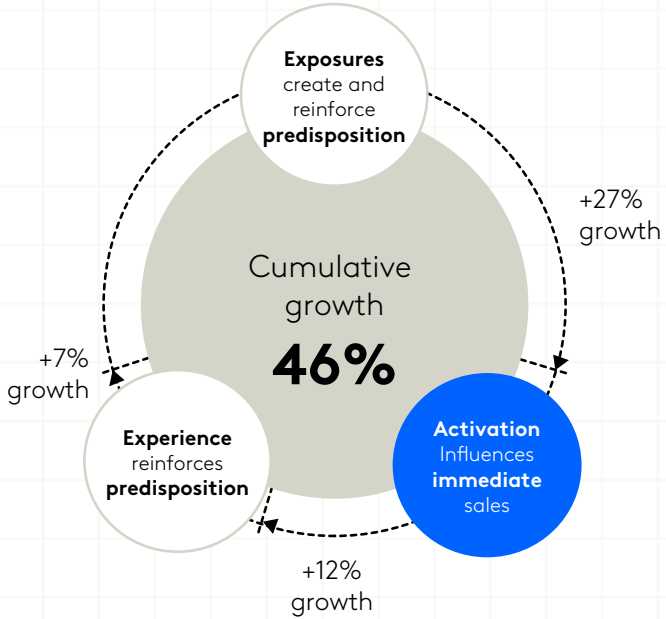 Exposures
create and
reinforce
predisposition
+27%
growth
Cumulative
growth
46%
+7%
growth
Experience
reinforces
predisposition
Activation
Influences
immediate
sales
+12%
growth